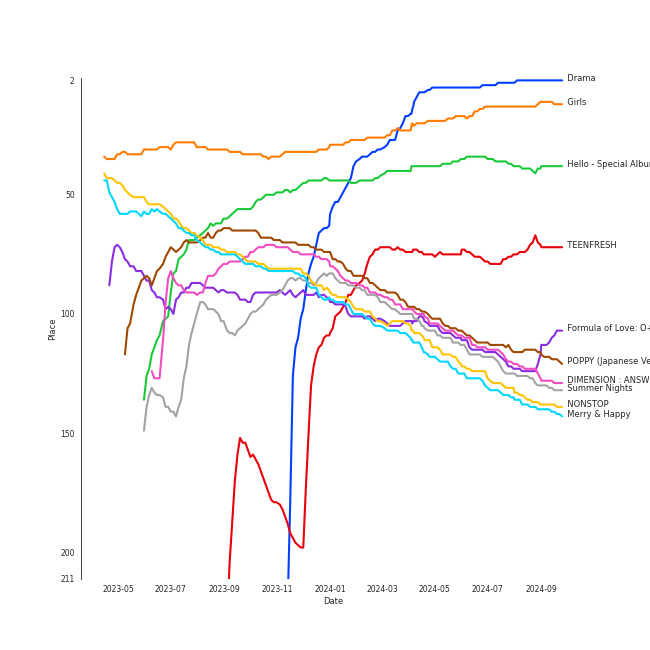 2
50
100
150
200
211
Place
2023-05
2023-07
2023-09
2023-11
2024-01
2024-03
2024-05
2024-07
2024-09
Date
Drama
Girls
Hello - Special Albu
TEENFRESH
Formula of Love: O+
POPPY (Japanese Ve
DIMENSION : ANSW
Summer Nights
NONSTOP
Merry & Happy